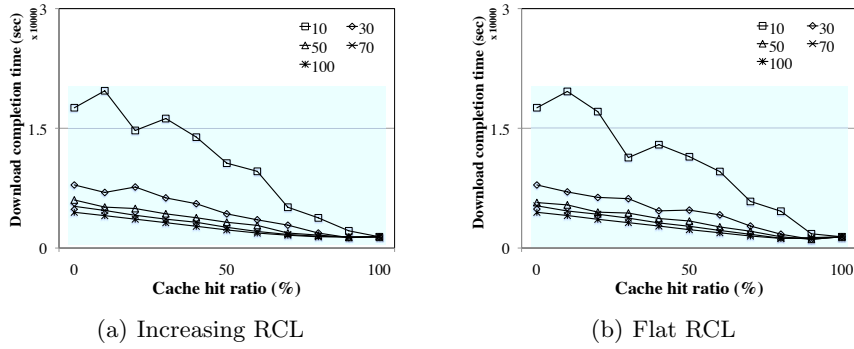 3
x 10000
Download completion time (sec)
1.5
0
10 30
50 70
100
0 50 100
Cache hit ratio (%)
(a) Increasing RCL
3
x 10000
Download completion time (sec)
1.5
0
10 30
50 70
100
0 50 100
Cache hit ratio (%)
(b) Flat RCL